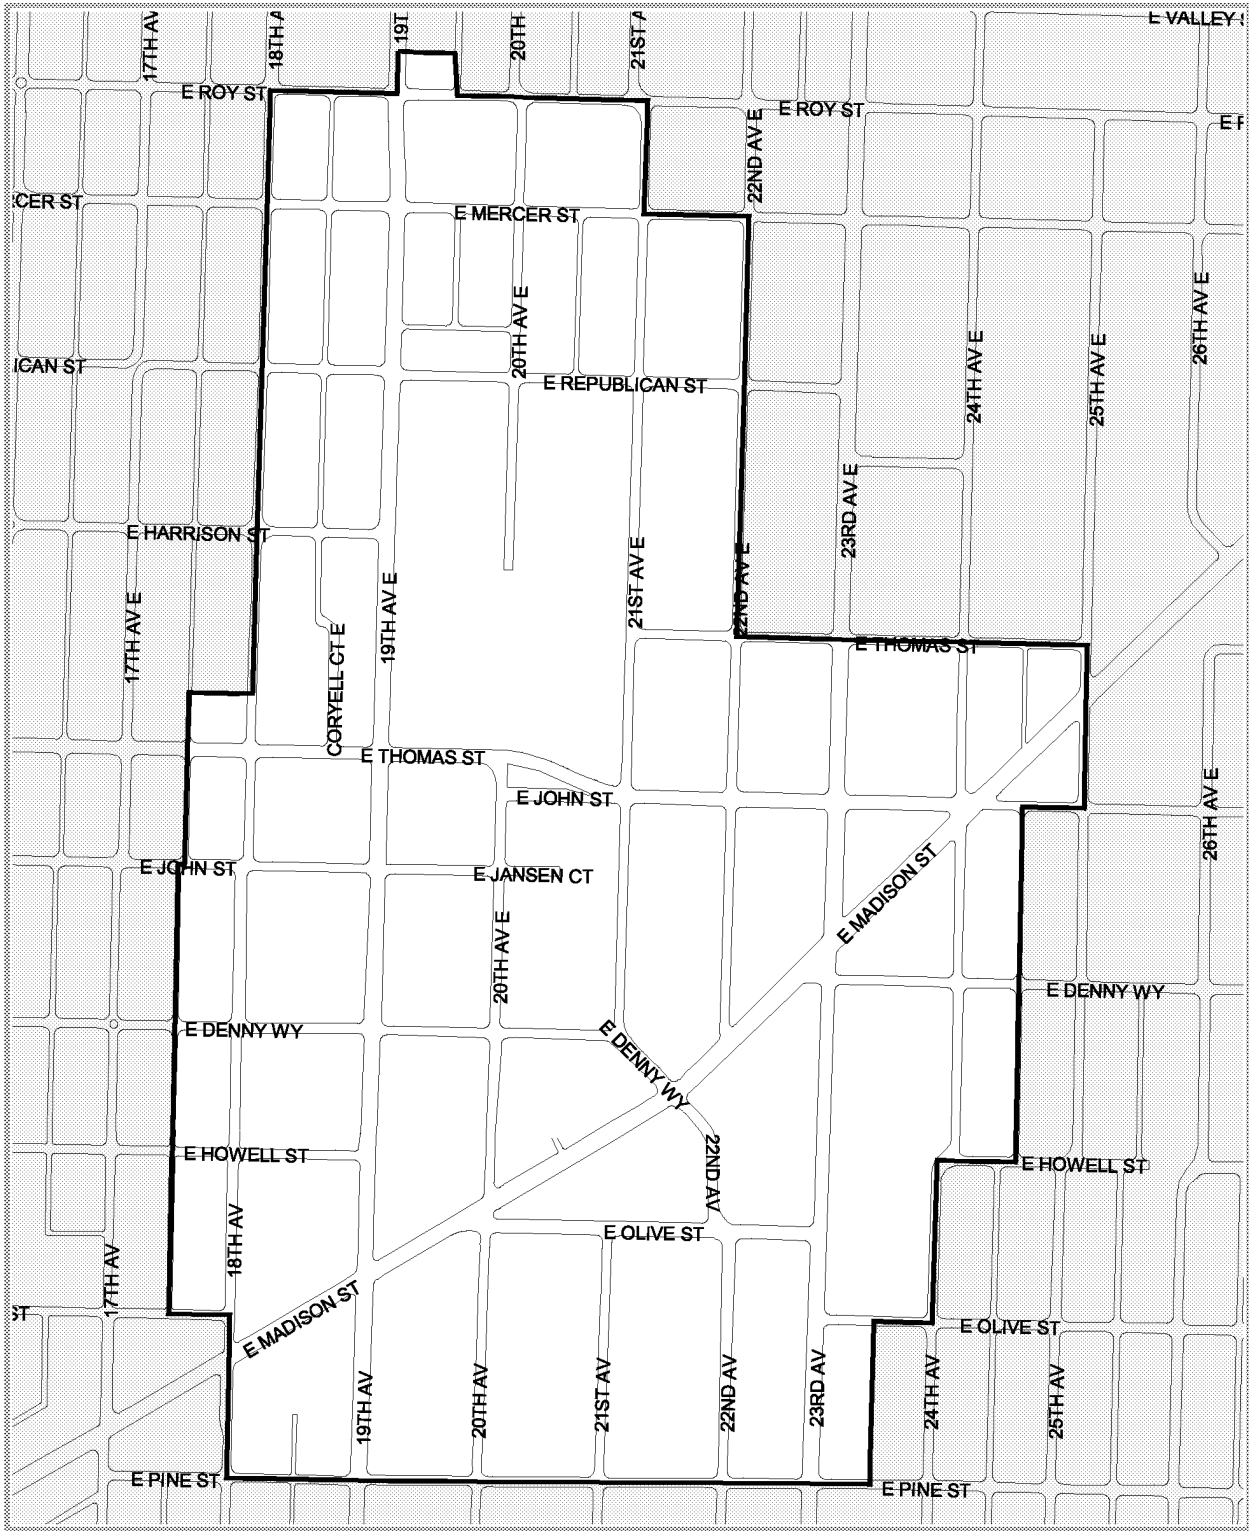 E VALLEY S
17TH AV
18TH A
19T
20TH
21ST A
E ROY ST
E ROY ST
22ND AV E
CER ST
E MERCER ST
26TH AV E
20TH AV E
24TH AV E
25TH AV E
ICAN ST
E REPUBLICAN ST
23RD AV E
E HARRISON ST
21ST AV E
22ND AV E
17TH AV E
19TH AV E
CORYELL CT E
E THOMAS ST
E THOMAS ST
E JOHN ST
26TH AV E
E JOHN ST
E JANSEN CT
E MADISON ST
20TH AV E
E DENNY WY
E DENNY WY
E DENNY WY
E HOWELL ST
22ND AV
E HOWELL ST
18TH AV
E OLIVE ST
17TH AV
ST
E MADISON ST
E OLIVE ST
19TH AV
20TH AV
21ST AV
22ND AV
23RD AV
24TH AV
25TH AV
E PINE ST
E PINE ST